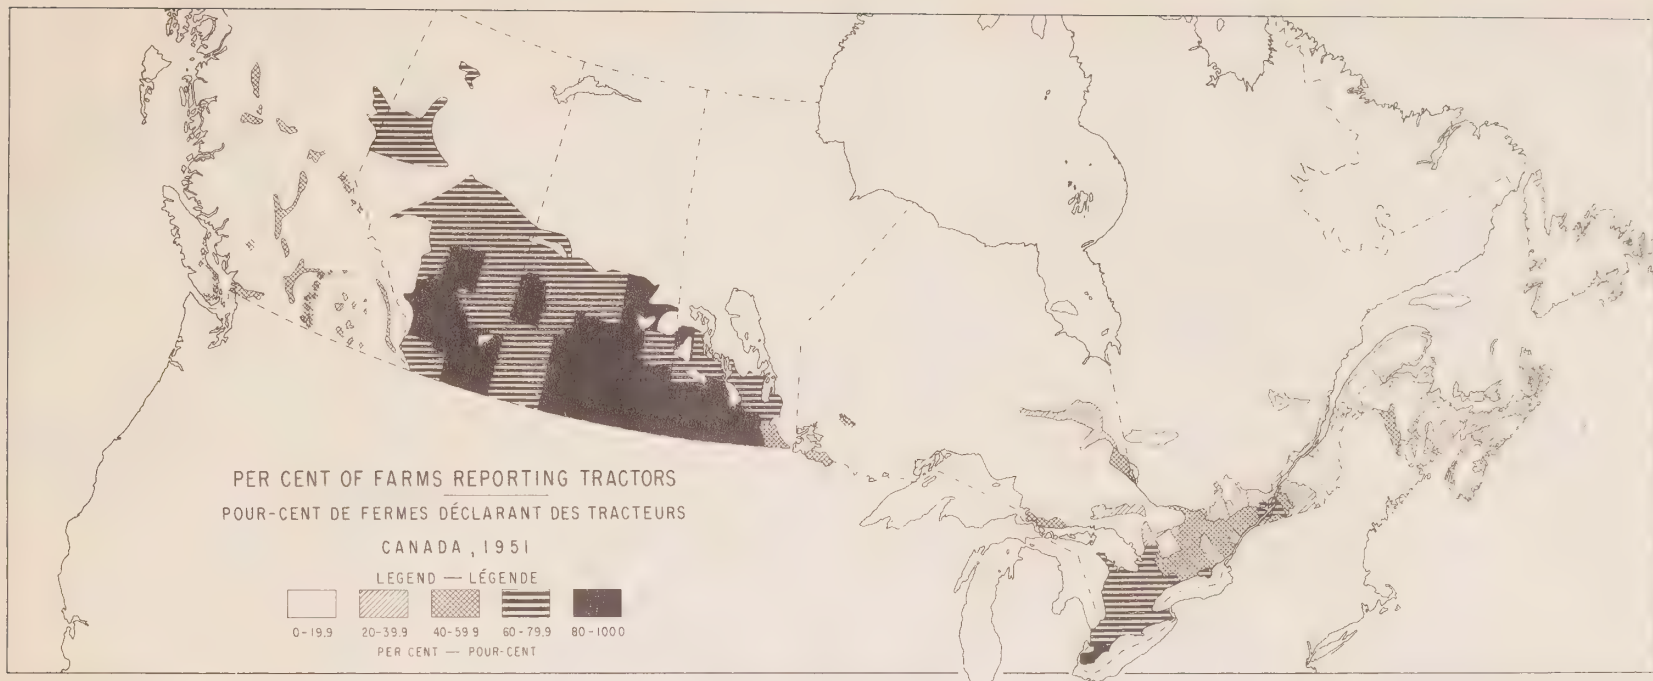 PER CENT OF FARMS REPORTING TRACTORS
POUR-CENT DE FERMES DÉCLARANT DES TRACTEURS
CANADA, 1951
LEGEND — LÉGENDE
0-19.9 20-39.9 40-59.9 60-79.9 80-100.0
PER CENT — POUR-CENT